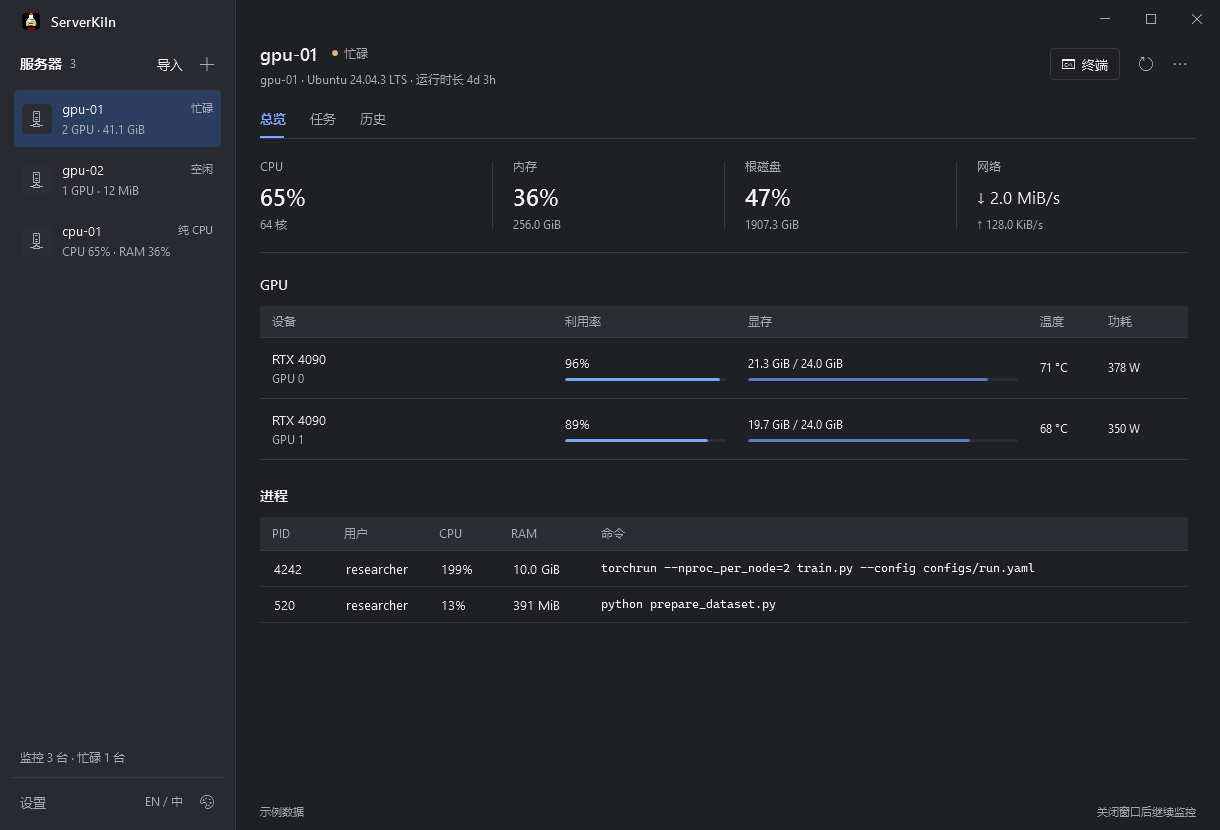 ServerKiln
服务器 3 导入
gpu-01 忙碌
2 GPU · 41.1 GiB
gpu-02 空闲
1 GPU · 12 MiB
cpu-01 纯 CPU
CPU 65% · RAM 36%
监控 3 台 · 忙碌 1 台
设置 EN / 中
gpu-01 忙碌
gpu-01 · Ubuntu 24.04.3 LTS · 运行时长 4d 3h
终端
总览 任务 历史
CPU 内存 根磁盘 网络
65% 36% 47% ↓ 2.0 MiB/s
64 核 256.0 GiB 1907.3 GiB ↑ 128.0 KiB/s
GPU
设备 利用率 显存 温度 功耗
RTX 4090 96% 21.3 GiB / 24.0 GiB 71 °C 378 W
GPU 0
RTX 4090 89% 19.7 GiB / 24.0 GiB 68 °C 350 W
GPU 1
进程
PID 用户 CPU RAM 命令
4242 researcher 199% 10.0 GiB torchrun --nproc_per_node=2 train.py --config configs/run.yaml
520 researcher 13% 391 MiB python prepare_dataset.py
示例数据 关闭窗口后继续监控